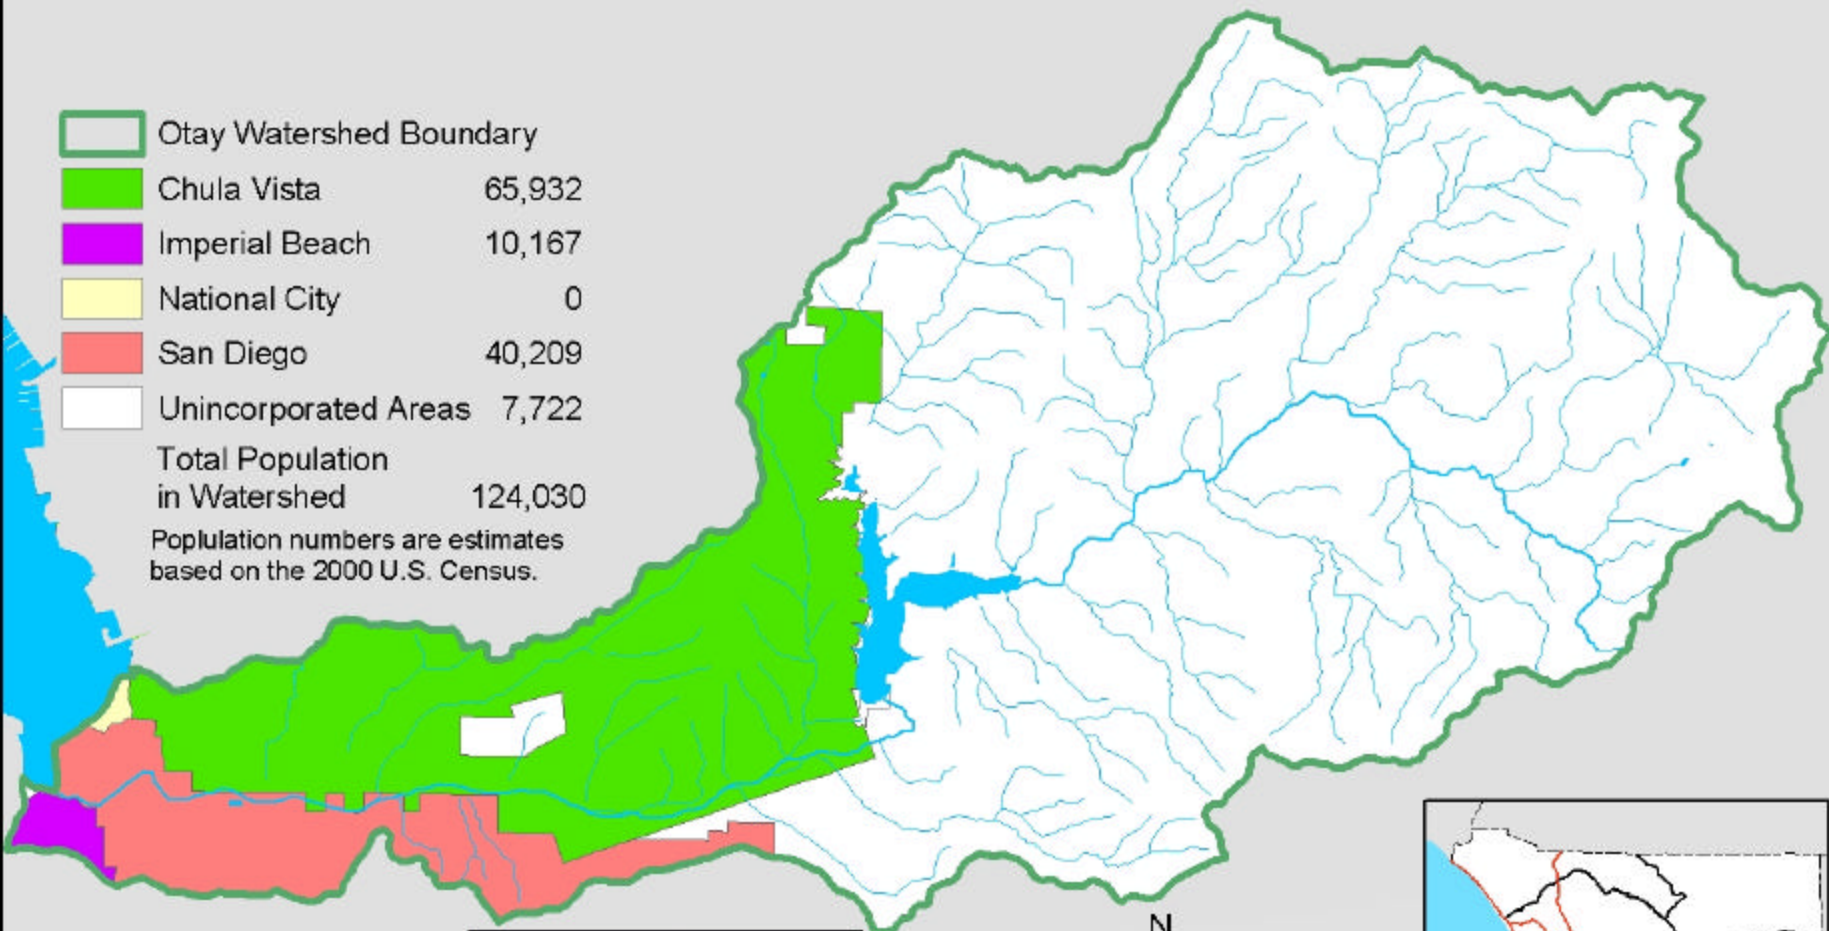 Otay Watershed Boundary
Chula Vista 65,932
Imperial Beach 10,167
National City 0
San Diego 40,209
Unincorporated Areas 7,722
Total Population
in Watershed 124,030
Poplulation numbers are estimates
based on the 2000 U.S. Census.
N